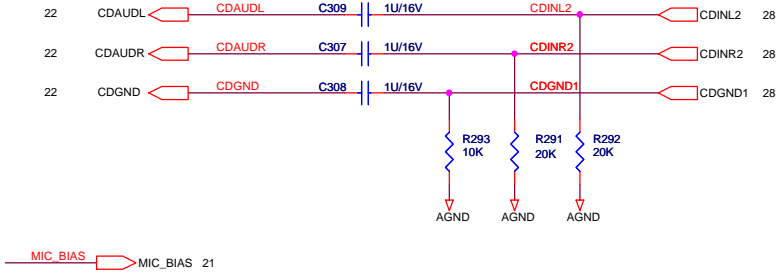 22 CDAUDL CDAUDL C309 1U/16V CDINL2 CDINL2 28
22 CDAUDR CDAUDR C307 1U/16V CDINR2 CDINR2 28
22 CDGND CDGND C308 1U/16V CDGND1 CDGND1 28
R293 R291 R292
10K 20K 20K
AGND AGND AGND
MIC_BIAS MIC_BIAS 21